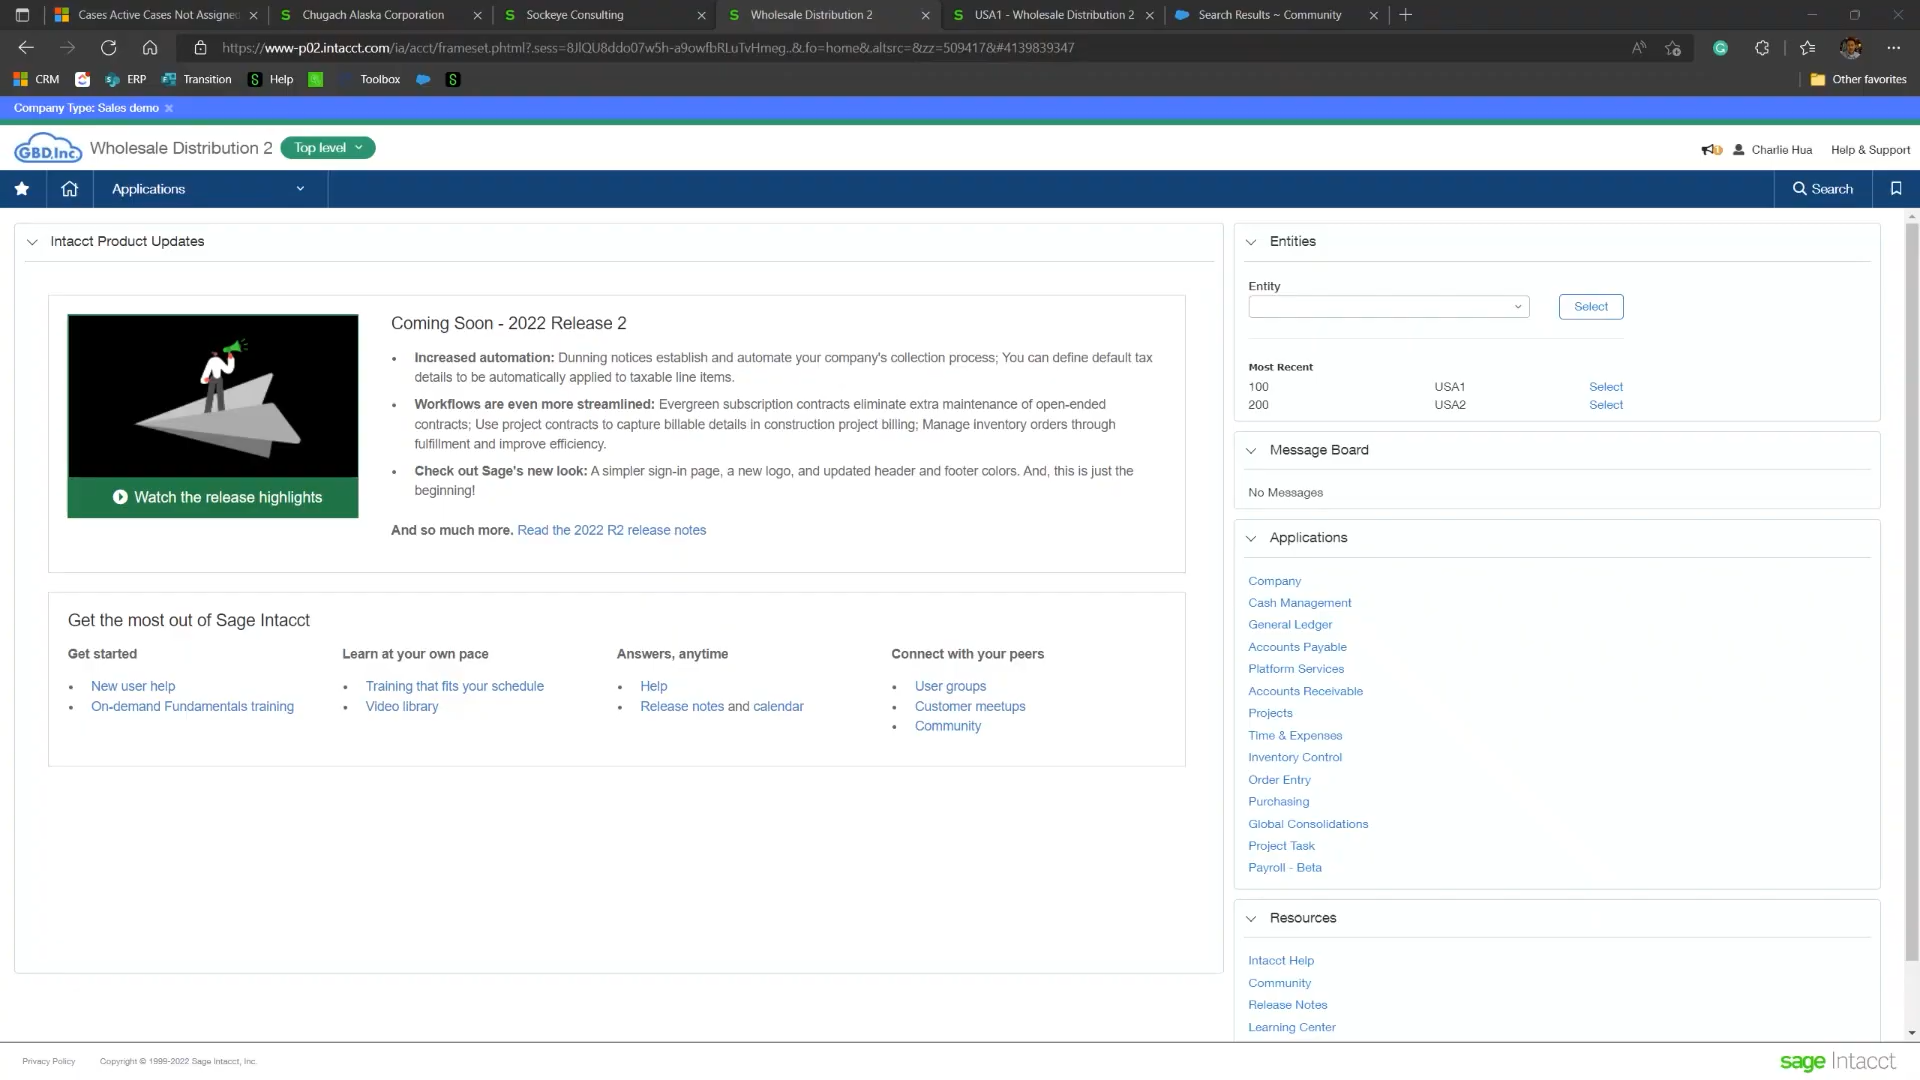 Cases Active Cases Not Assigned
Chugach Alaska Corporation
Sockeye Consulting
Wholesale Distribution 2
USA1 - Wholesale Distribution 2
Search Results ~ Community
https://www-p02.intacct.com/ia/acct/frameset.phtml?.sess=8JlQU8ddo07w5h-a9owfbRLuTvHmeg..&.fo=home&.altsrc=&zz=509417&#4139839347
CRM
ERP
Transition
Help
Toolbox
Other favorites
Company Type: Sales demo
GBD,Inc
Wholesale Distribution 2
Top level
Charlie Hua
Help & Support
Applications
Search
Intacct Product Updates
Coming Soon - 2022 Release 2
• Increased automation: Dunning notices establish and automate your company's collection process; You can define default tax
details to be automatically applied to taxable line items.
• Workflows are even more streamlined: Evergreen subscription contracts eliminate extra maintenance of open-ended
contracts; Use project contracts to capture billable details in construction project billing; Manage inventory orders through
fulfillment and improve efficiency.
• Check out Sage's new look: A simpler sign-in page, a new logo, and updated header and footer colors. And, this is just the
beginning!
Watch the release highlights
And so much more. Read the 2022 R2 release notes
Get the most out of Sage Intacct
Get started
• New user help
• On-demand Fundamentals training
Learn at your own pace
• Training that fits your schedule
• Video library
Answers, anytime
• Help
• Release notes and calendar
Connect with your peers
• User groups
• Customer meetups
• Community
Entities
Entity
Select
Most Recent
100 USA1 Select
200 USA2 Select
Message Board
No Messages
Applications
Company
Cash Management
General Ledger
Accounts Payable
Platform Services
Accounts Receivable
Projects
Time & Expenses
Inventory Control
Order Entry
Purchasing
Global Consolidations
Project Task
Payroll - Beta
Resources
Intacct Help
Community
Release Notes
Learning Center
Privacy Policy
Copyright © 1999-2022 Sage Intacct, Inc.
sage Intacct